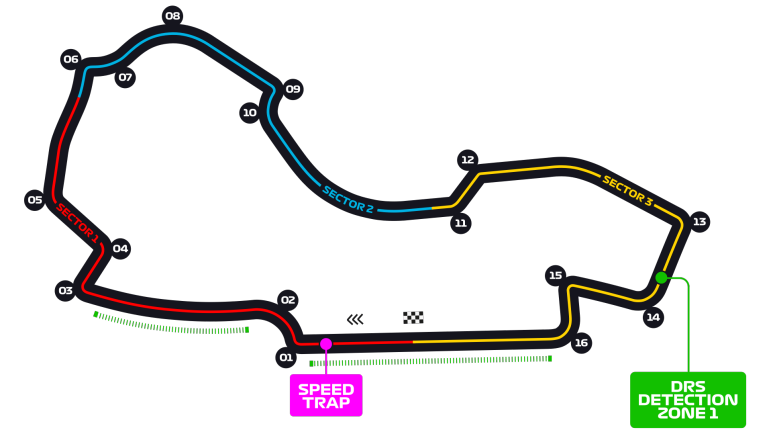 08
06
07
09
10
12
SECTOR 2
SECTOR 3
05
SECTOR 1
11
13
04
15
03
02
14
16
01
SPEED
TRAP
DRS
DETECTION
ZONE 1